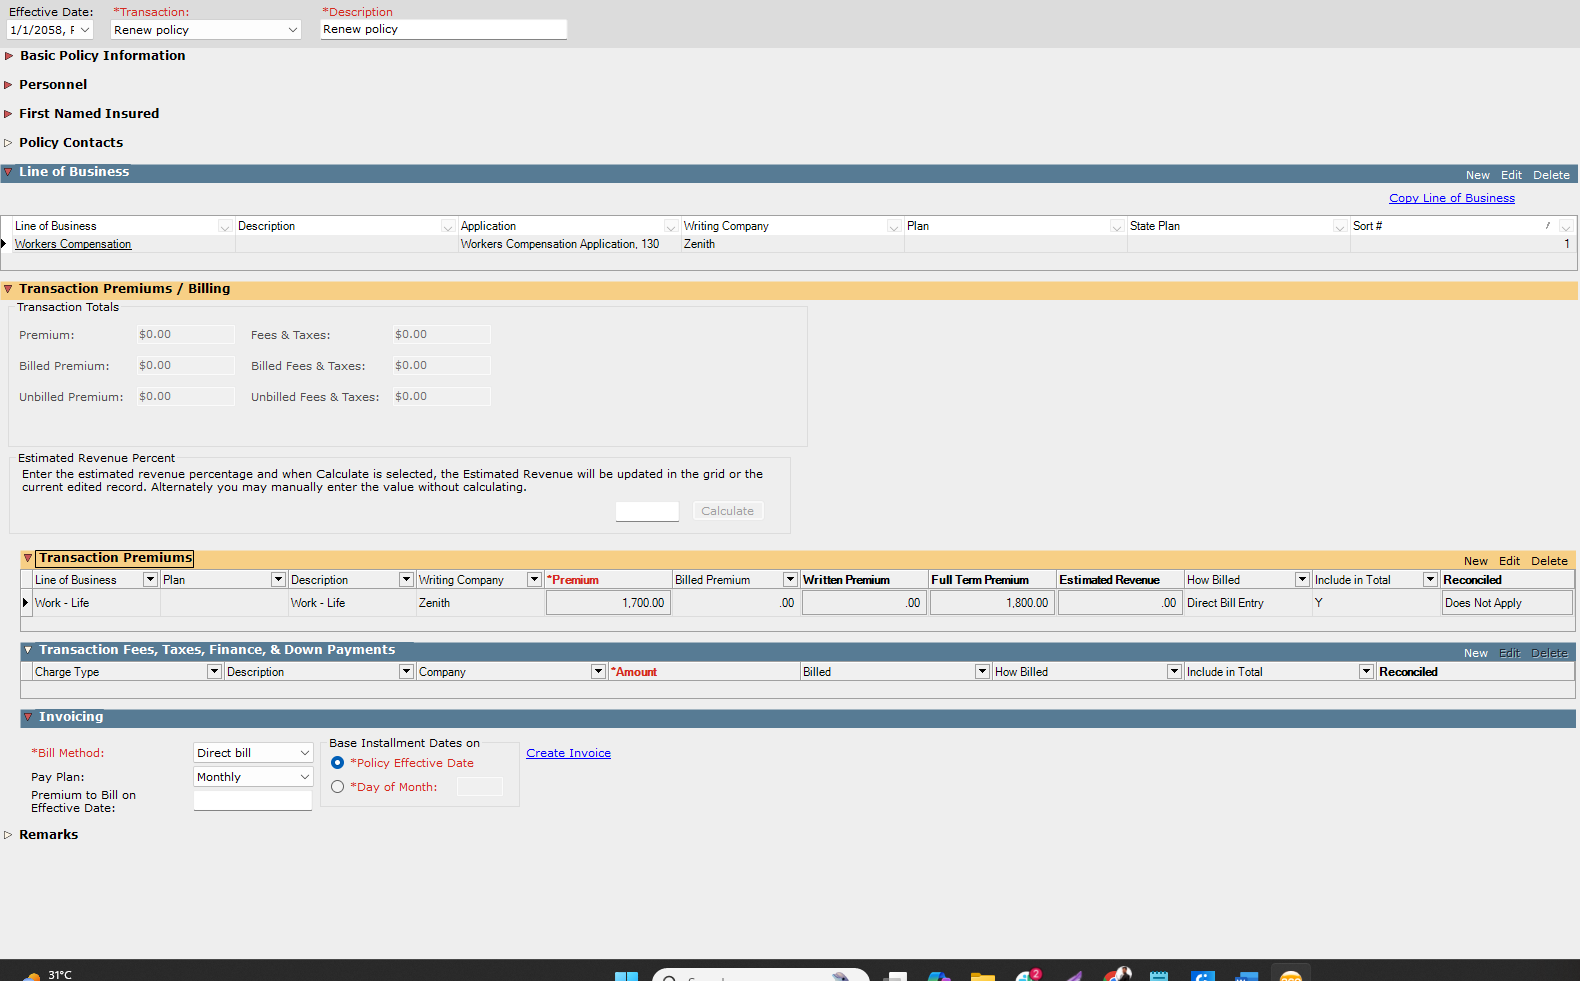 Effective Date: *Transaction: *Description
1/1/2058, F Renew policy Renew policy
Basic Policy Information
Personnel
First Named Insured
Policy Contacts
Line of Business New Edit Delete
Copy Line of Business
Line of Business Description Application Writing Company Plan State Plan Sort # /
Workers Compensation Workers Compensation Application, 130 Zenith 1
Transaction Premiums / Billing
Transaction Totals
Premium: $0.00 Fees & Taxes: $0.00
Billed Premium: $0.00 Billed Fees & Taxes: $0.00
Unbilled Premium: $0.00 Unbilled Fees & Taxes: $0.00
Estimated Revenue Percent
Enter the estimated revenue percentage and when Calculate is selected, the Estimated Revenue will be updated in the grid or the
current edited record. Alternately you may manually enter the value without calculating.
Calculate
Transaction Premiums New Edit Delete
Line of Business Plan Description Writing Company *Premium Billed Premium Written Premium Full Term Premium Estimated Revenue How Billed Include in Total Reconciled
Work - Life Work - Life Zenith 1,700.00 .00 .00 1,800.00 .00 Direct Bill Entry Y Does Not Apply
Transaction Fees, Taxes, Finance, & Down Payments New Edit Delete
Charge Type Description Company *Amount Billed How Billed Include in Total Reconciled
Invoicing
*Bill Method: Direct bill Base Installment Dates on Create Invoice
*Policy Effective Date
Pay Plan: Monthly *Day of Month:
Premium to Bill on
Effective Date:
Remarks
31°C
2